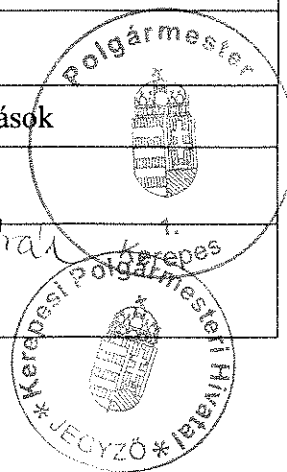 Polgármester
ások
1.
Kerepes
Kerepesi Polgármesteri Hivatal
* JEGYZŐ *